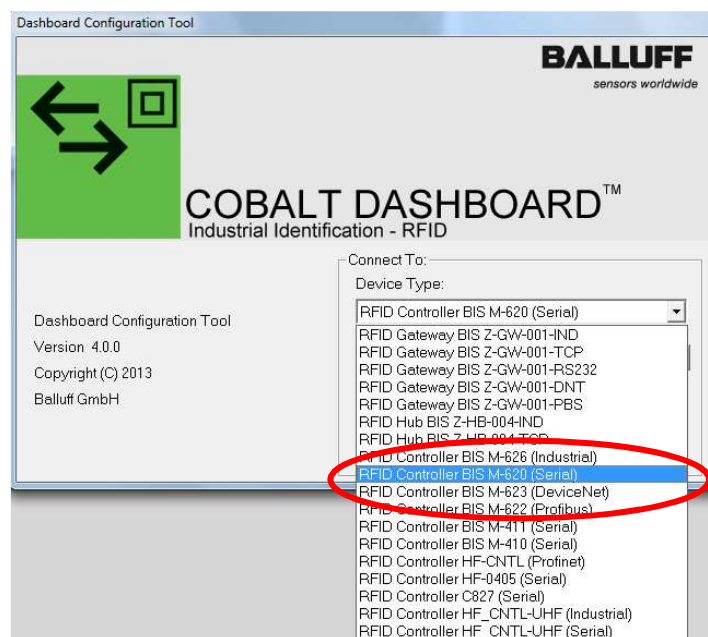 Dashboard Configuration Tool
BALLUFF
sensors worldwide
COBALT DASHBOARD™
Industrial Identification - RFID
Connect To:
Device Type:
RFID Controller BIS M-620 (Serial)
Dashboard Configuration Tool
Version 4.0.0
Copyright (C) 2013
Balluff GmbH
RFID Gateway BIS Z-GW-001-IND
RFID Gateway BIS Z-GW-001-TCP
RFID Gateway BIS Z-GW-001-RS232
RFID Gateway BIS Z-GW-001-DNT
RFID Gateway BIS Z-GW-001-PBS
RFID Hub BIS Z-HB-004-IND
RFID Hub BIS Z-HB-004-TCP
RFID Controller BIS M-626 (Industrial)
RFID Controller BIS M-620 (Serial)
RFID Controller BIS M-623 (DeviceNet)
RFID Controller BIS M-622 (Profibus)
RFID Controller BIS M-411 (Serial)
RFID Controller BIS M-410 (Serial)
RFID Controller HF-CNTL (Profinet)
RFID Controller HF-0405 (Serial)
RFID Controller C827 (Serial)
RFID Controller HF_CNTL-UHF (Industrial)
RFID Controller HF_CNTL-UHF (Serial)